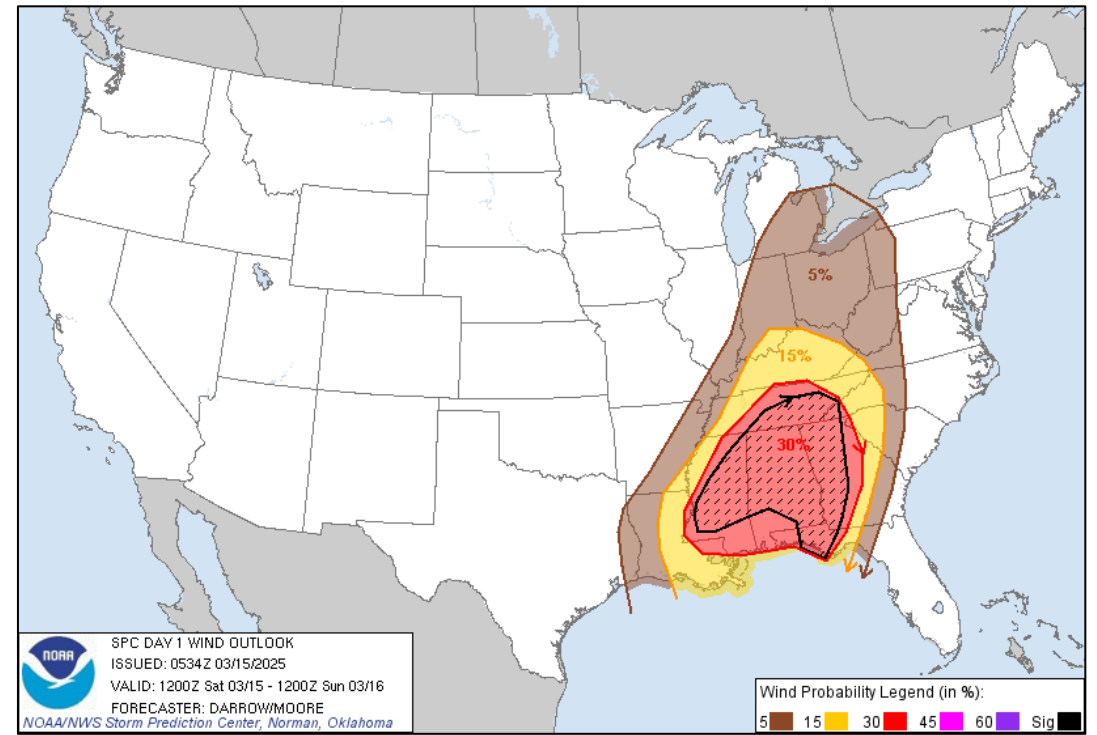 5%
15%
30%
NOAA
SPC DAY 1 WIND OUTLOOK
ISSUED: 0534Z 03/15/2025
VALID: 1200Z Sat 03/15 - 1200Z Sun 03/16
FORECASTER: DARROW/MOORE
NOAA/NWS Storm Prediction Center, Norman, Oklahoma
Wind Probability Legend (in %):
5 15 30 45 60 Sig